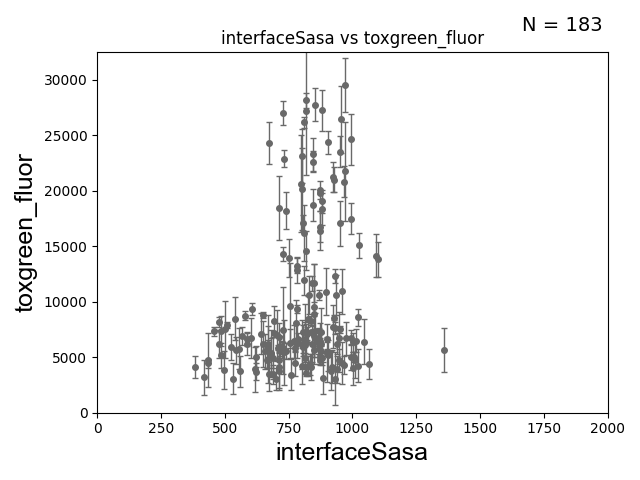 N = 183
interfaceSasa vs toxgreen_fluor
30000
25000
20000
15000
10000
5000
0
toxgreen_fluor
0 250 500 750 1000 1250 1500 1750 2000
interfaceSasa